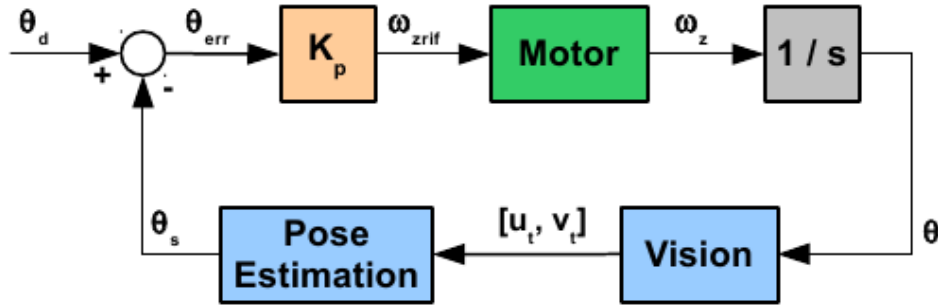 θd
+
-
θerr
Kp
ωzrif
Motor
ωz
1 / s
θ
Vision
[ut, vt]
Pose
Estimation
θs